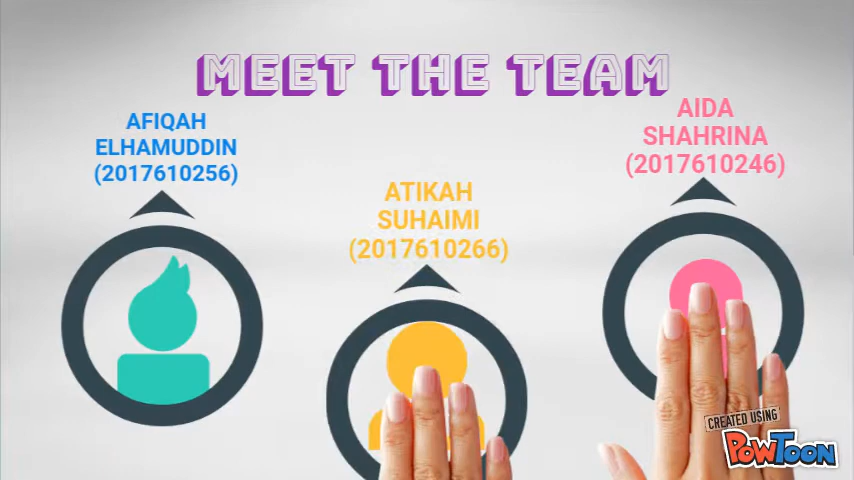 MEET THE TEAM
AFIQAH
ELHAMUDDIN
(2017610256)
ATIKAH
SUHAIMI
(2017610266)
AIDA
SHAHRINA
(2017610246)
CREATED USING
POWTOON